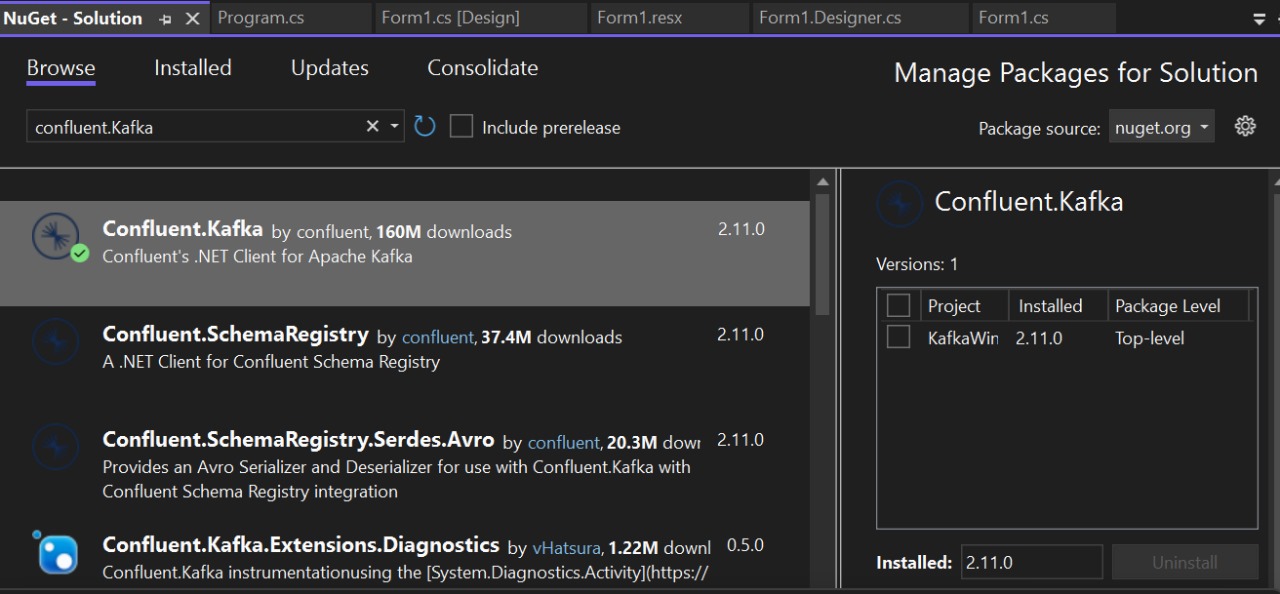 NuGet - Solution
Program.cs
Form1.cs [Design]
Form1.resx
Form1.Designer.cs
Form1.cs
Browse
Installed
Updates
Consolidate
Manage Packages for Solution
confluent.Kafka
Include prerelease
Package source: nuget.org
Confluent.Kafka by confluent, 160M downloads 2.11.0
Confluent's .NET Client for Apache Kafka
Confluent.SchemaRegistry by confluent, 37.4M downloads 2.11.0
A .NET Client for Confluent Schema Registry
Confluent.SchemaRegistry.Serdes.Avro by confluent, 20.3M dowr 2.11.0
Provides an Avro Serializer and Deserializer for use with Confluent.Kafka with
Confluent Schema Registry integration
Confluent.Kafka.Extensions.Diagnostics by vHatsura, 1.22M downl 0.5.0
Confluent.Kafka instrumentationusing the [System.Diagnostics.Activity](https://
Confluent.Kafka
Versions: 1
Project Installed Package Level
KafkaWin 2.11.0 Top-level
Installed: 2.11.0 Uninstall